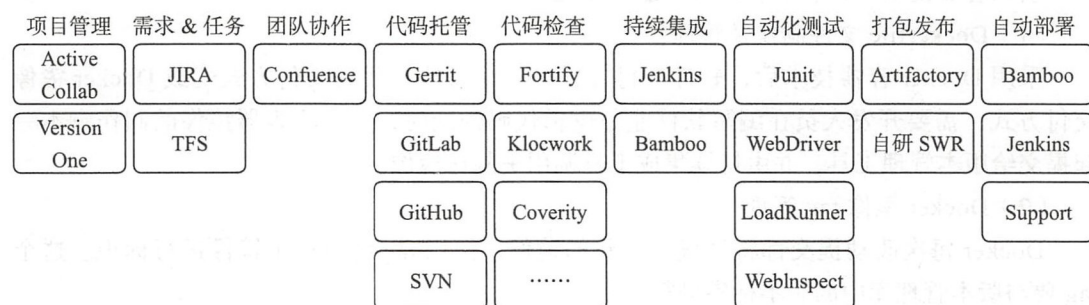 项目管理 需求 & 任务 团队协作 代码托管 代码检查 持续集成 自动化测试 打包发布 自动部署
Active Collab JIRA Confuence Gerrit Fortify Jenkins Junit Artifactory Bamboo
Version One TFS GitLab Klocwork Bamboo WebDriver 自研 SWR Jenkins
GitHub Coverity LoadRunner Support
SVN …… WebInspect